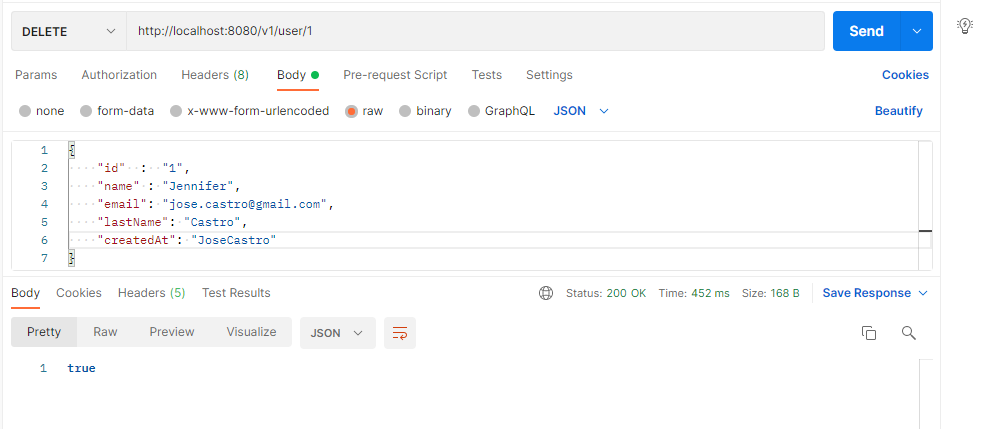 DELETE http://localhost:8080/v1/user/1 Send
Params Authorization Headers (8) Body Pre-request Script Tests Settings Cookies
none form-data x-www-form-urlencoded raw binary GraphQL JSON Beautify
1 {
2 "id" : "1",
3 "name" : "Jennifer",
4 "email": "jose.castro@gmail.com",
5 "lastName": "Castro",
6 "createdAt": "JoseCastro"
7 }
Body Cookies Headers (5) Test Results Status: 200 OK Time: 452 ms Size: 168 B Save Response
Pretty Raw Preview Visualize JSON
1 true